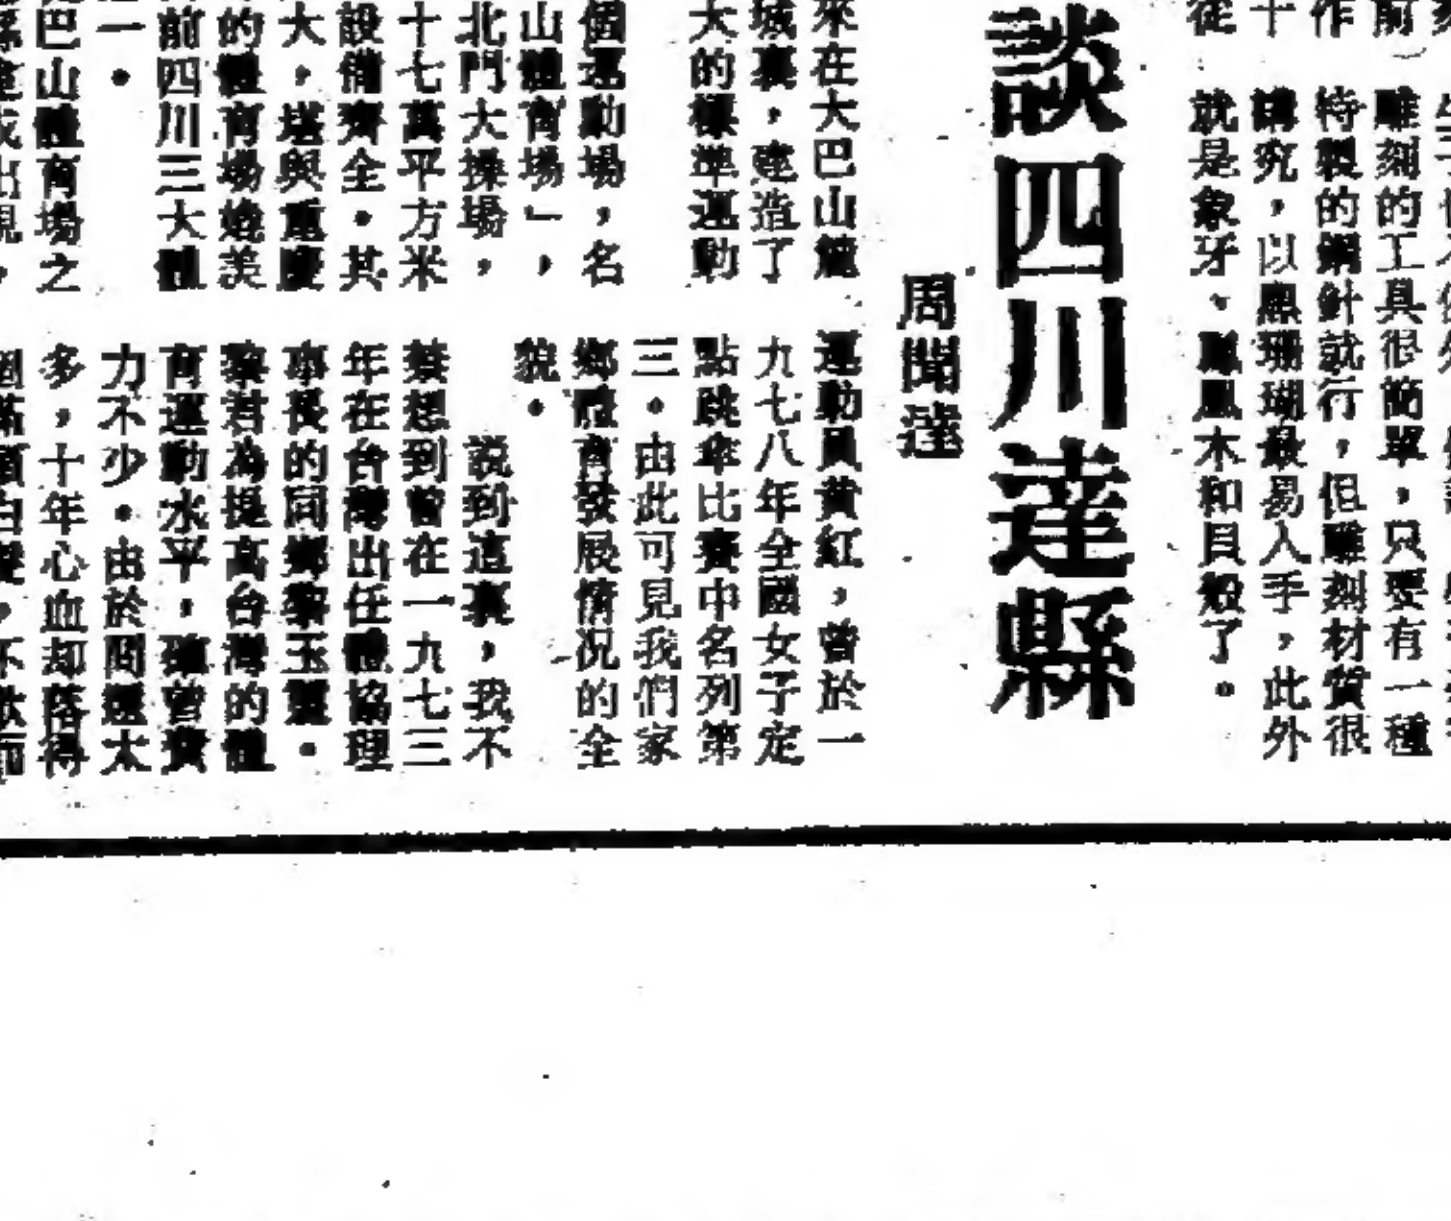 雕刻的工具很簡單，只要有一種
特製的鋼針就行，但雕刻材質很
講究，以黑珊瑚最易入手，此外
就是象牙、鳳凰木和貝殼了。
談四川達縣
周聞達
來在大巴山麓
城裏，建造了
大的標準運動
個運動場，名
山體育場」，
北門大操場，
十七萬平方米
設備齊全。其
大，堪與重慶
的體育場媲美
前四川三大體
一。
巴山體育場之
運動員黃紅，曾於一
九七八年全國女子定
點跳傘比賽中名列第
三。由此可見我們家
鄉體育發展情况的全
貌。
說到這裏，我不
禁想到曾在一九七三
年在台灣出任體協理
事長的同鄉黎玉璽。
黎君為提高台灣的體
育運動水平，確曾費
力不少。由於問題太
多，十年心血却落得